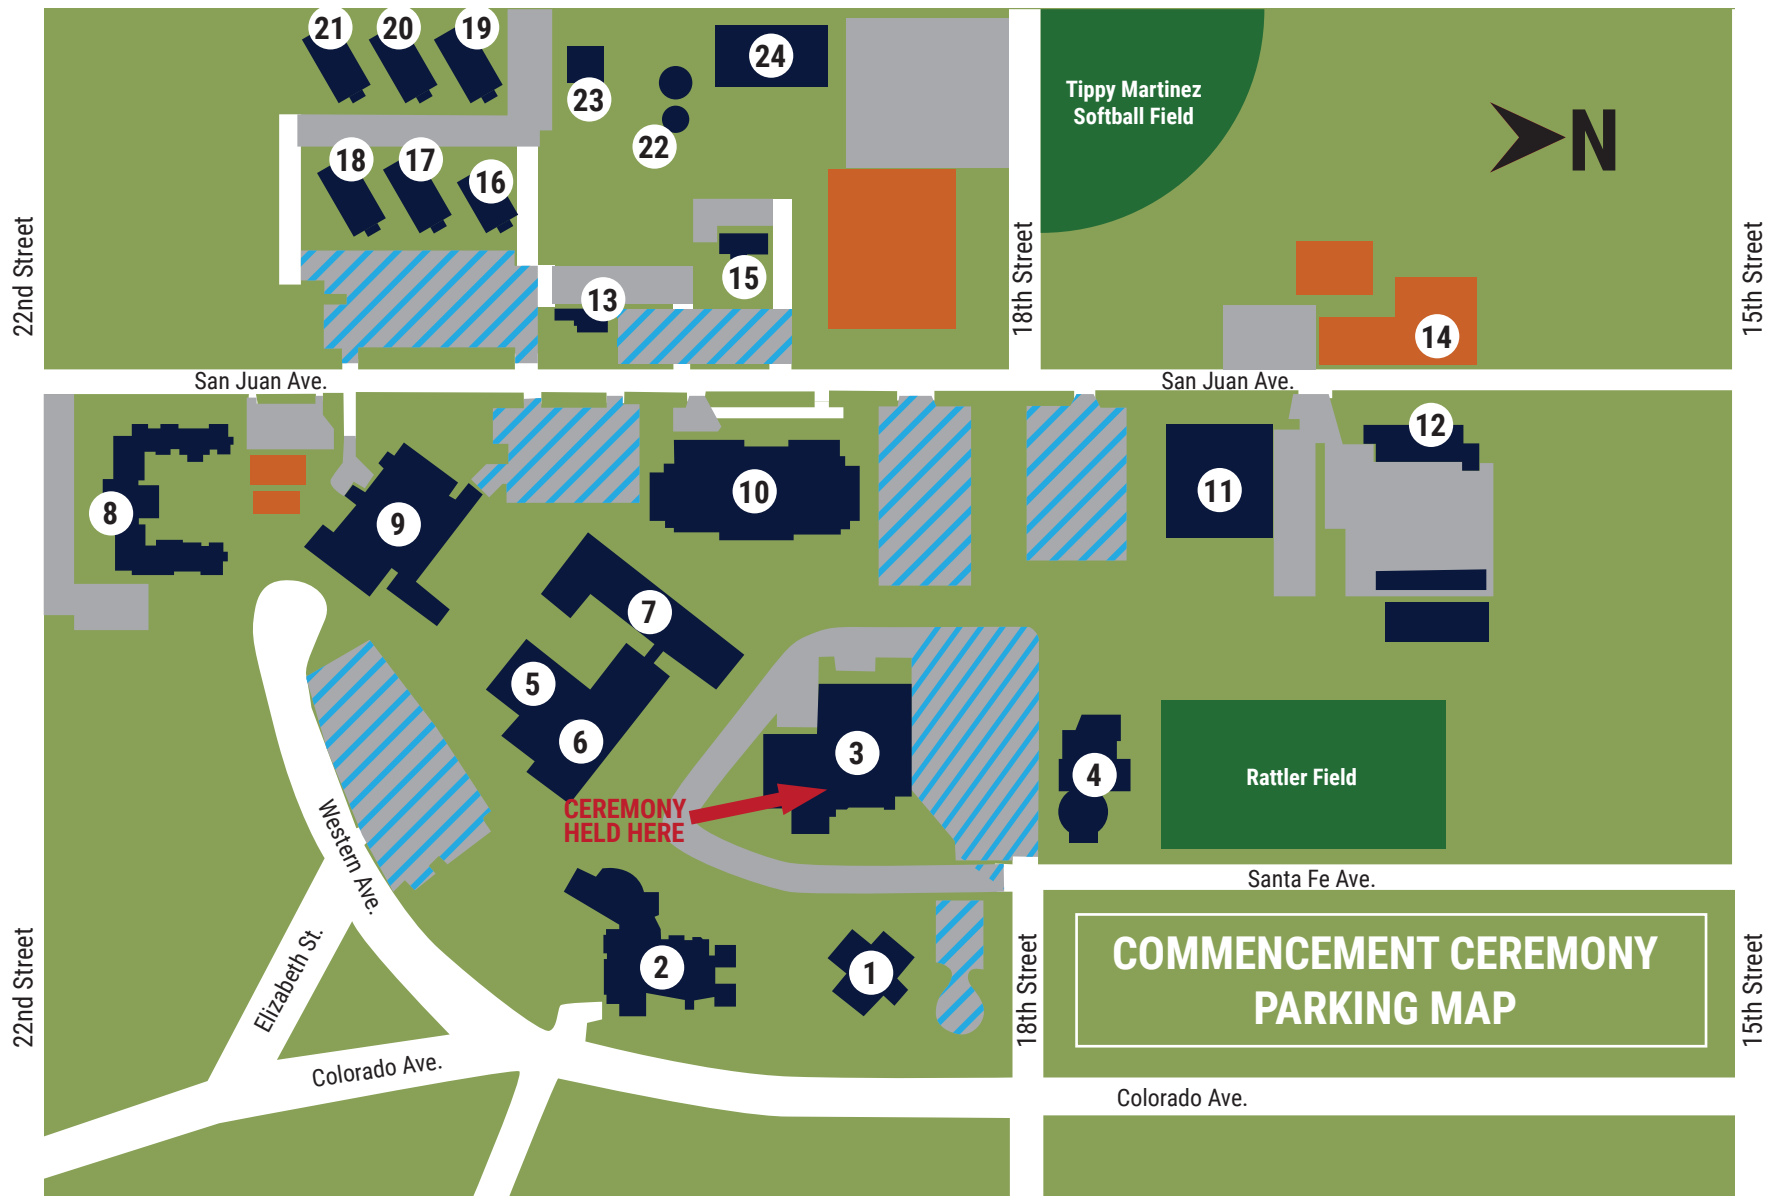 21
20
19
24
23
22
Tippy Martinez
Softball Field
N
18
17
16
15
13
14
22nd Street
18th Street
15th Street
San Juan Ave.
San Juan Ave.
12
11
10
9
8
7
5
6
3
4
Rattler Field
CEREMONY
HELD HERE
Western Ave.
Santa Fe Ave.
Elizabeth St.
2
1
22nd Street
18th Street
15th Street
COMMENCEMENT CEREMONY
PARKING MAP
Colorado Ave.
Colorado Ave.